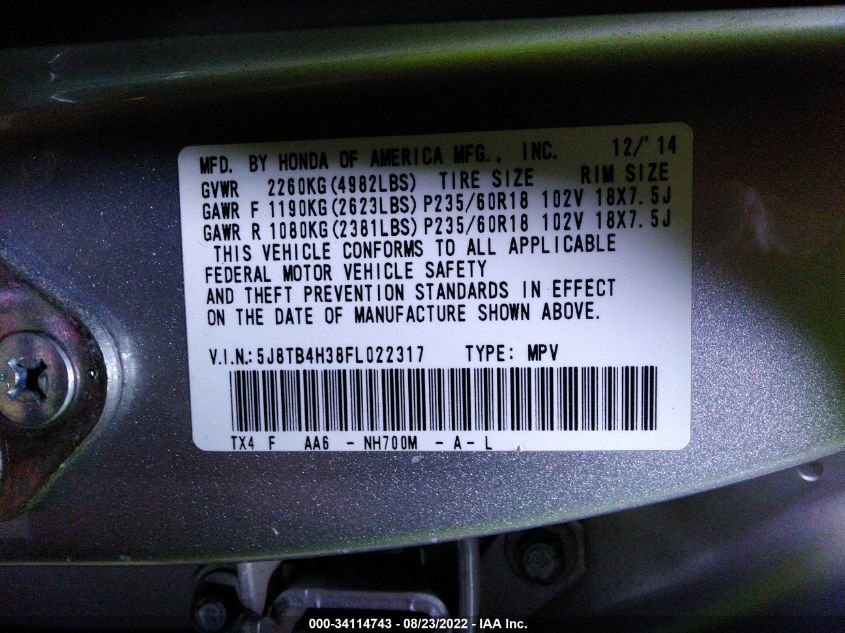 MFD. BY HONDA OF AMERICA MFG., INC. 12/'14
GVWR 2260KG(4982LBS) TIRE SIZE RIM SIZE
GAWR F 1190KG(2623LBS) P235/60R18 102V 18X7.5J
GAWR R 1080KG(2381LBS) P235/60R18 102V 18X7.5J
THIS VEHICLE CONFORMS TO ALL APPLICABLE
FEDERAL MOTOR VEHICLE SAFETY
AND THEFT PREVENTION STANDARDS IN EFFECT
ON THE DATE OF MANUFACTURE SHOWN ABOVE.
V.I.N.: 5J8TB4H38FL022317 TYPE: MPV
TX4 F AA6 - NH700M - A - L
000-34114743 - 08/23/2022 - IAA Inc.